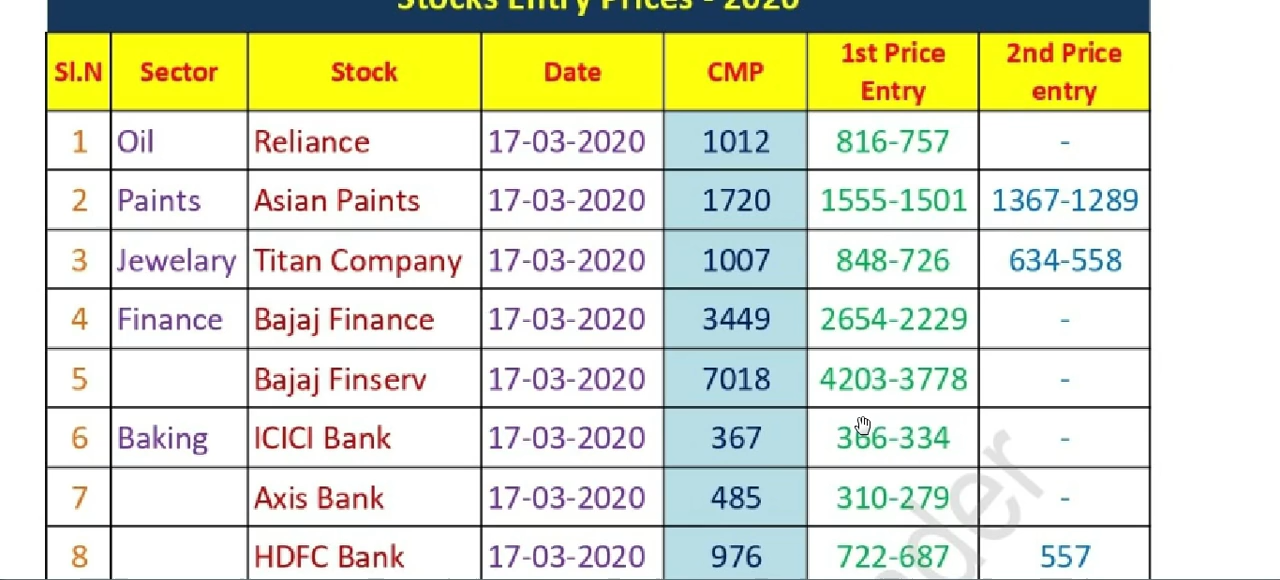 Stocks Entry Prices - 2020
Sl.N Sector Stock Date CMP 1st Price Entry 2nd Price entry
1 Oil Reliance 17-03-2020 1012 816-757 -
2 Paints Asian Paints 17-03-2020 1720 1555-1501 1367-1289
3 Jewelary Titan Company 17-03-2020 1007 848-726 634-558
4 Finance Bajaj Finance 17-03-2020 3449 2654-2229 -
5 Bajaj Finserv 17-03-2020 7018 4203-3778 -
6 Baking ICICI Bank 17-03-2020 367 366-334 -
7 Axis Bank 17-03-2020 485 310-279 -
8 HDFC Bank 17-03-2020 976 722-687 557